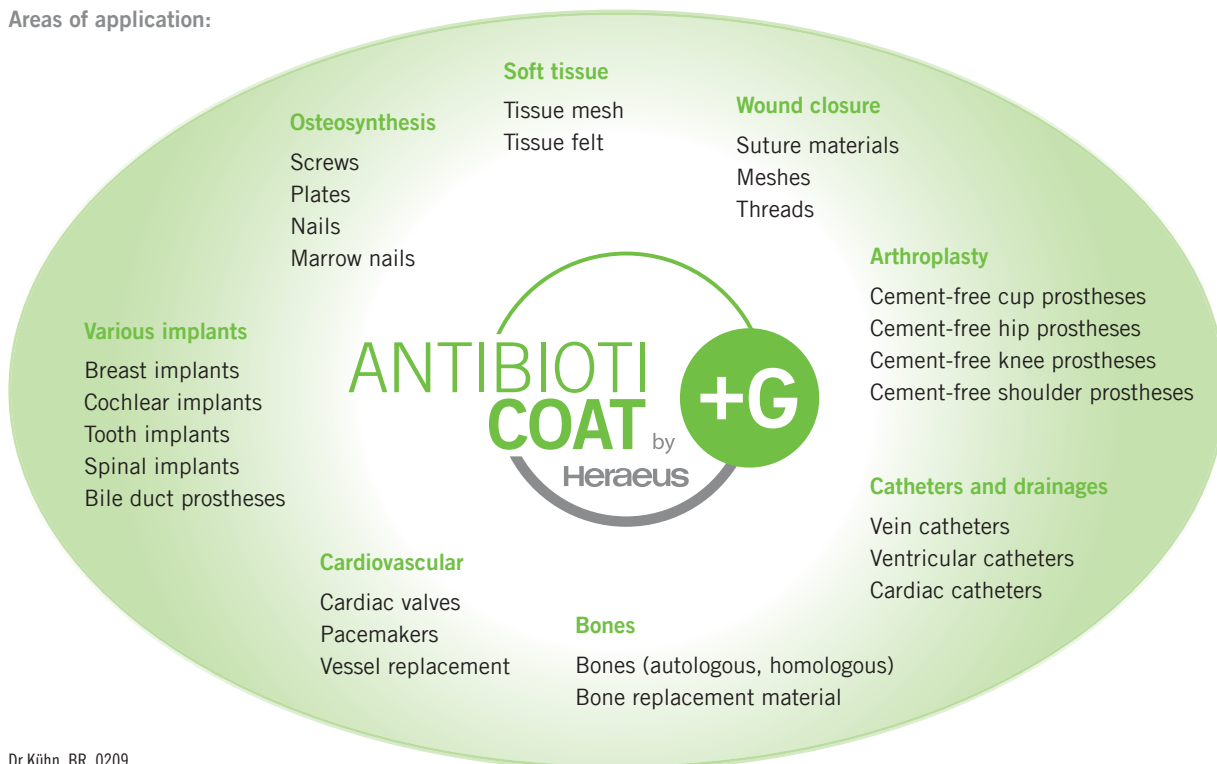 Areas of application:
Soft tissue
Tissue mesh
Tissue felt
Wound closure
Suture materials
Meshes
Threads
Osteosynthesis
Screws
Plates
Nails
Marrow nails
Arthroplasty
Cement-free cup prostheses
Cement-free hip prostheses
Cement-free knee prostheses
Cement-free shoulder prostheses
Various implants
Breast implants
Cochlear implants
Tooth implants
Spinal implants
Bile duct prostheses
ANTIBIOTI
COAT by
Heraeus
+G
Catheters and drainages
Vein catheters
Ventricular catheters
Cardiac catheters
Cardiovascular
Cardiac valves
Pacemakers
Vessel replacement
Bones
Bones (autologous, homologous)
Bone replacement material
Dr.Kühn_BR_0209